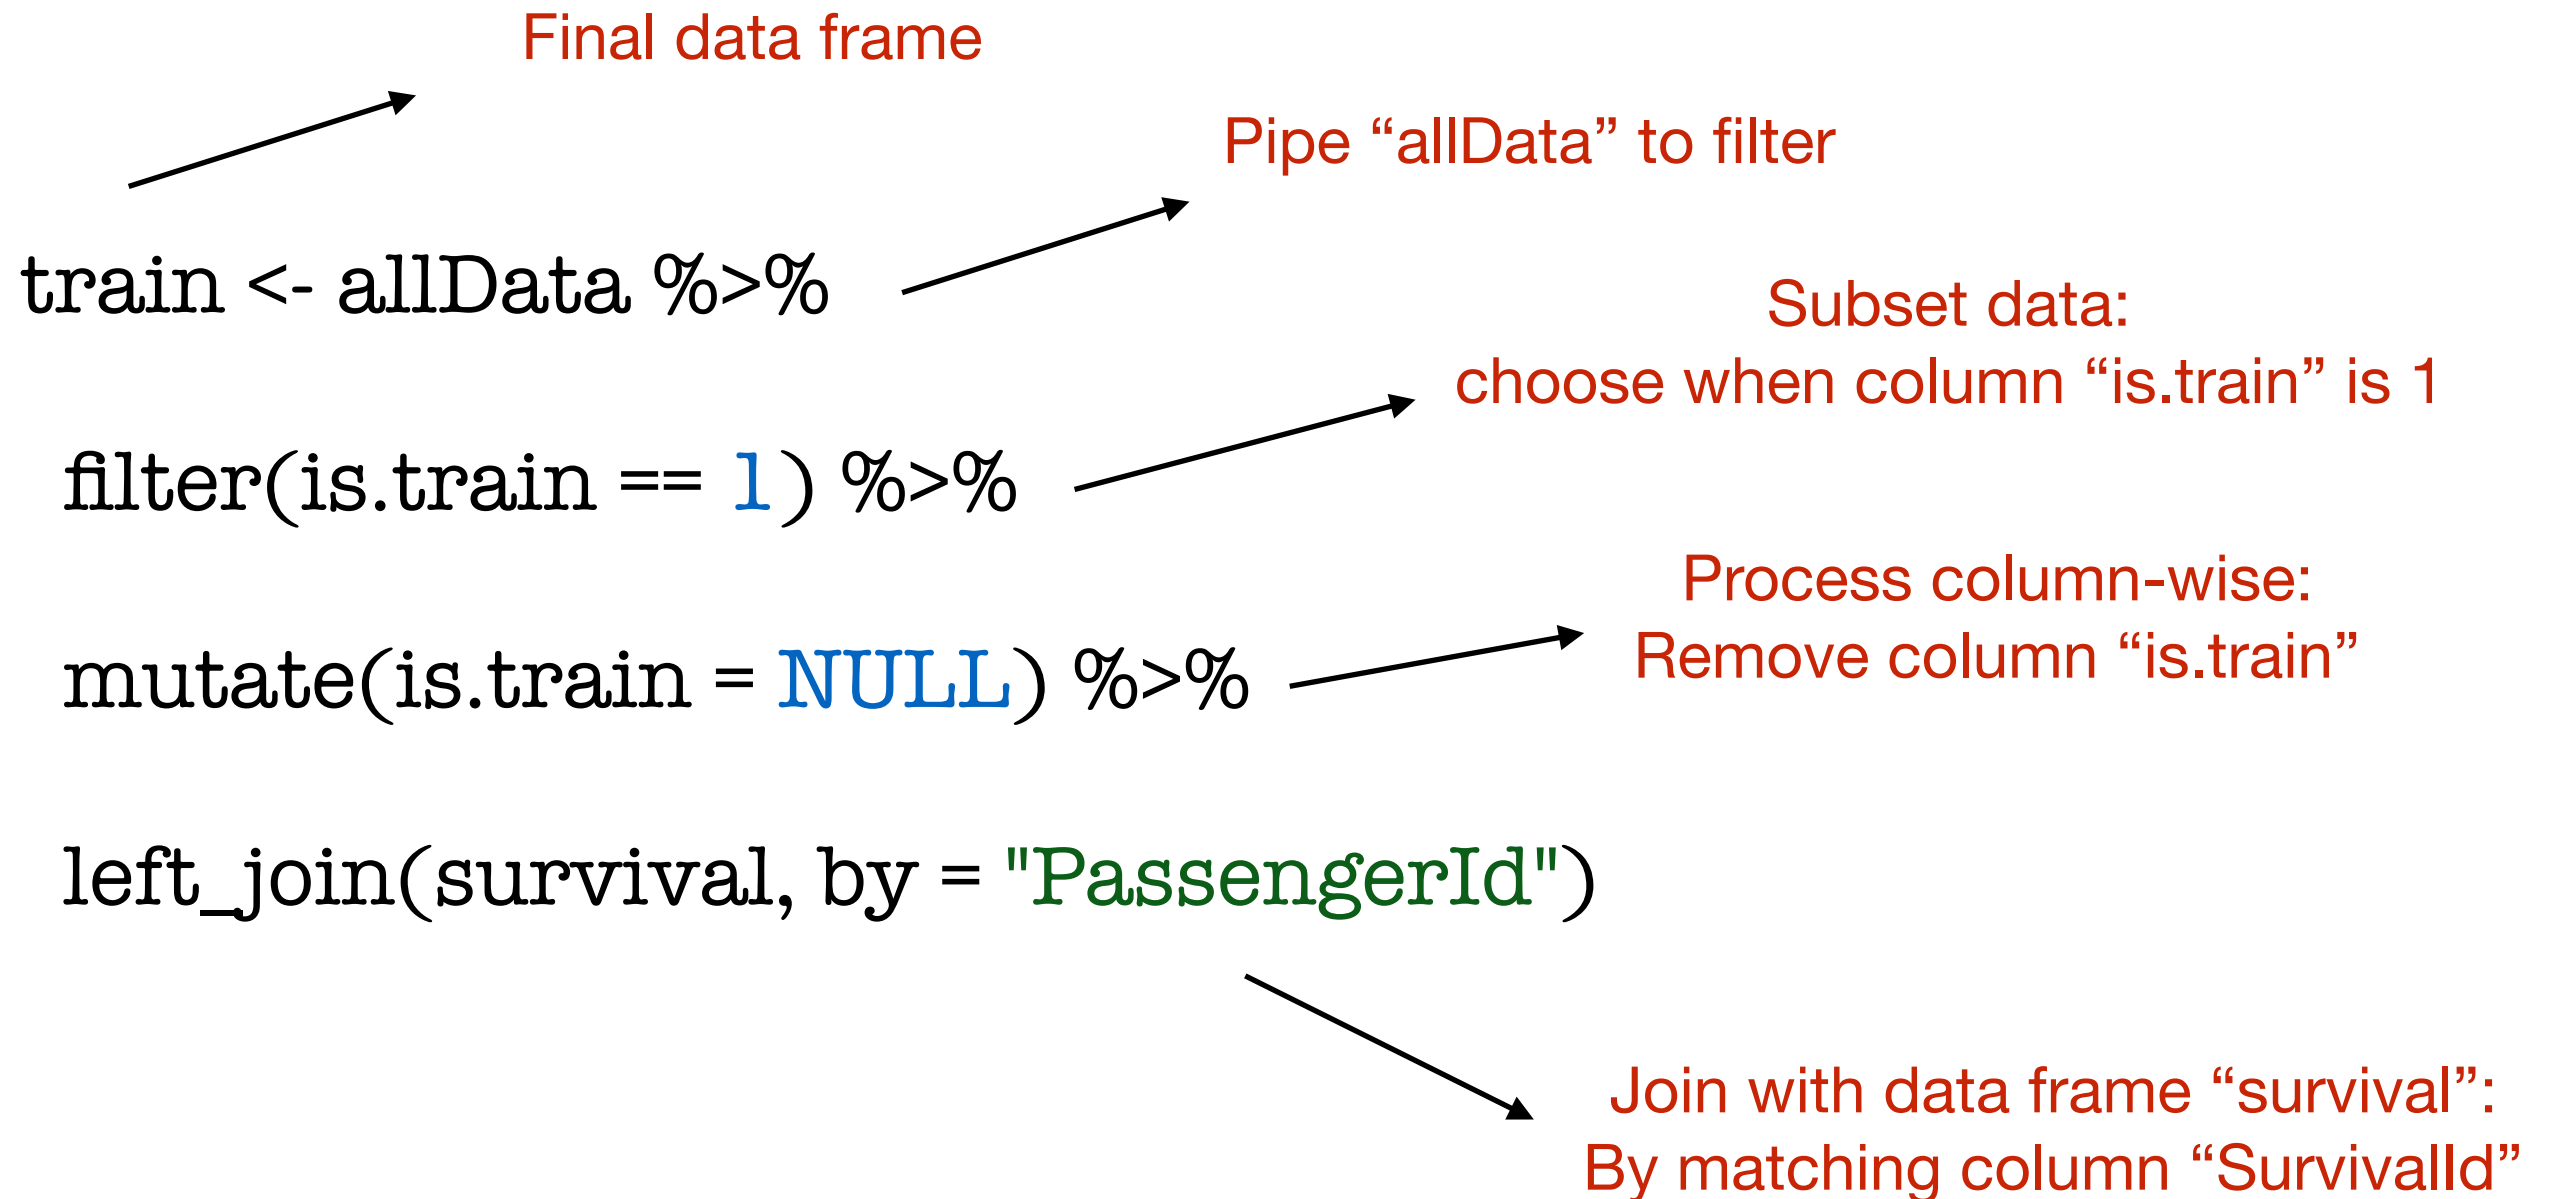 Final data frame
Pipe “allData” to filter
train <- allData %>%
Subset data:
choose when column “is.train” is 1
filter(is.train == 1) %>%
Process column-wise:
Remove column “is.train”
mutate(is.train = NULL) %>%
left_join(survival, by = "PassengerId")
Join with data frame “survival”:
By matching column “SurvivalId”